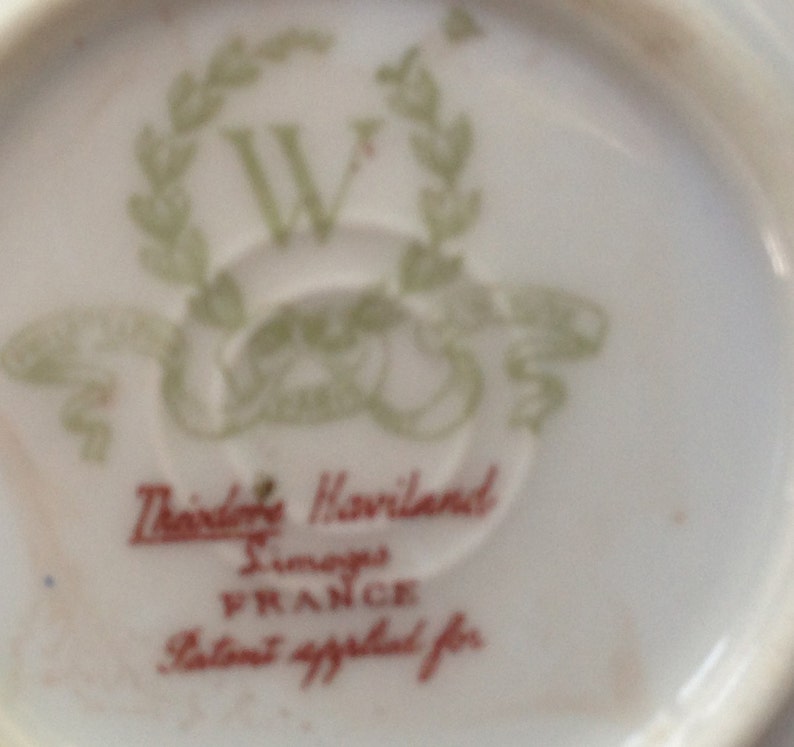 W
Theodore Haviland
Limoges
FRANCE
Patent applied for